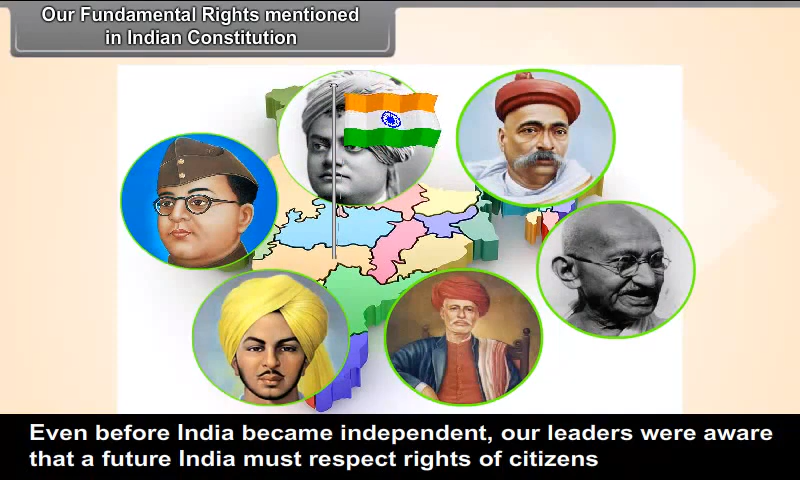 Our Fundamental Rights mentioned
in Indian Constitution
Even before India became independent, our leaders were aware
that a future India must respect rights of citizens